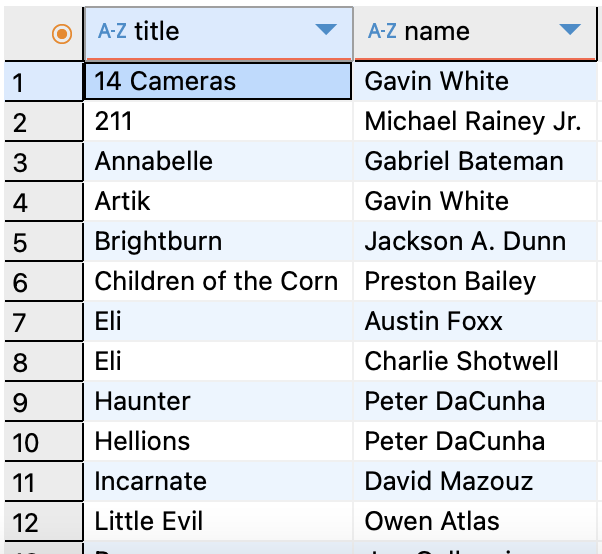 A-Z title A-Z name
1 14 Cameras Gavin White
2 211 Michael Rainey Jr.
3 Annabelle Gabriel Bateman
4 Artik Gavin White
5 Brightburn Jackson A. Dunn
6 Children of the Corn Preston Bailey
7 Eli Austin Foxx
8 Eli Charlie Shotwell
9 Haunter Peter DaCunha
10 Hellions Peter DaCunha
11 Incarnate David Mazouz
12 Little Evil Owen Atlas